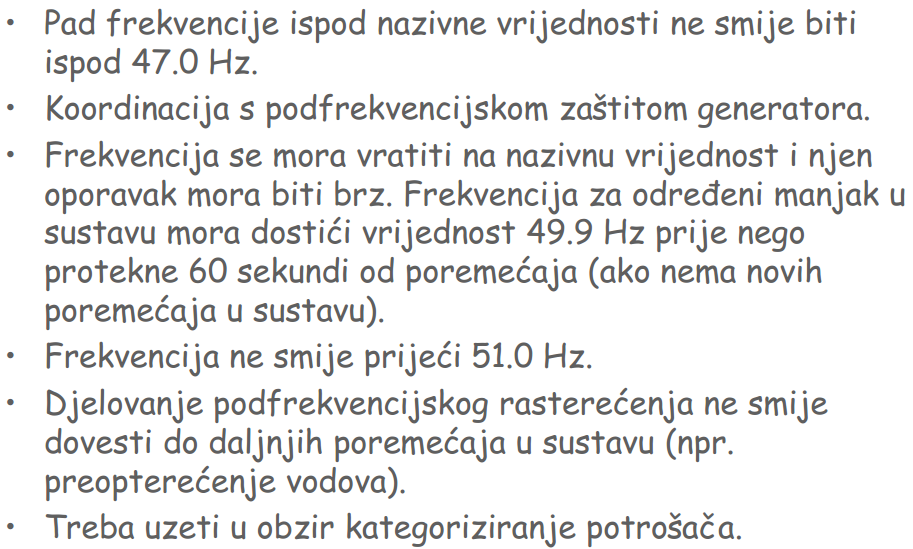 • Pad frekvencije ispod nazivne vrijednosti ne smije biti
ispod 47.0 Hz.
• Koordinacija s podfrekvencijskom zaštitom generatora.
• Frekvencija se mora vratiti na nazivnu vrijednost i njen
oporavak mora biti brz. Frekvencija za određeni manjak u
sustavu mora dostići vrijednost 49.9 Hz prije nego
protekne 60 sekundi od poremećaja (ako nema novih
poremećaja u sustavu).
• Frekvencija ne smije prijeći 51.0 Hz.
• Djelovanje podfrekvencijskog rasterećenja ne smije
dovesti do daljnjih poremećaja u sustavu (npr.
preopterećenje vodova).
• Treba uzeti u obzir kategoriziranje potrošača.